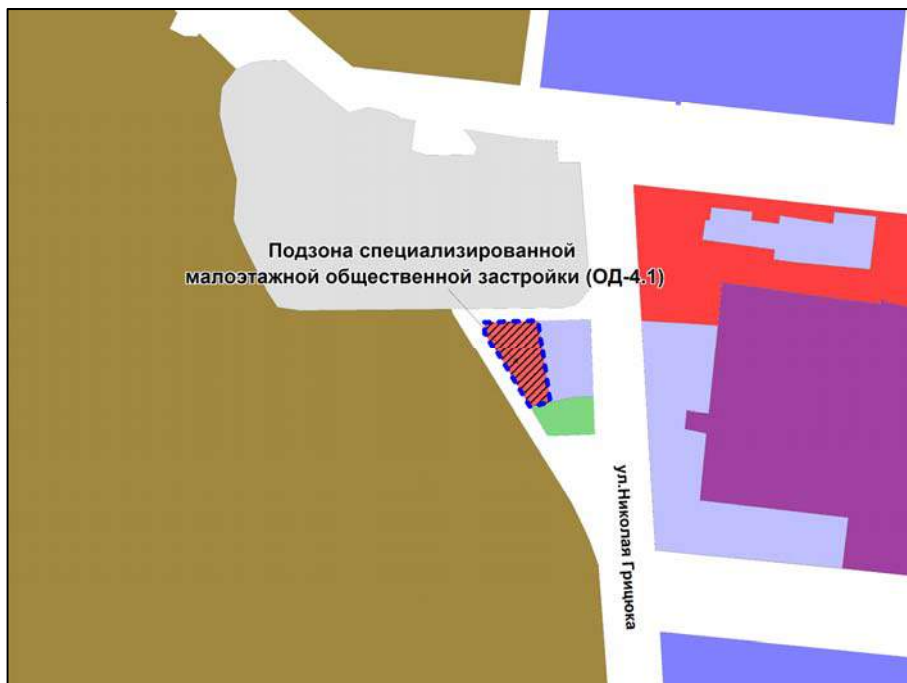 Подзона специализированной
малоэтажной общественной застройки (ОД-4.1)
ул.Николая Грицюка